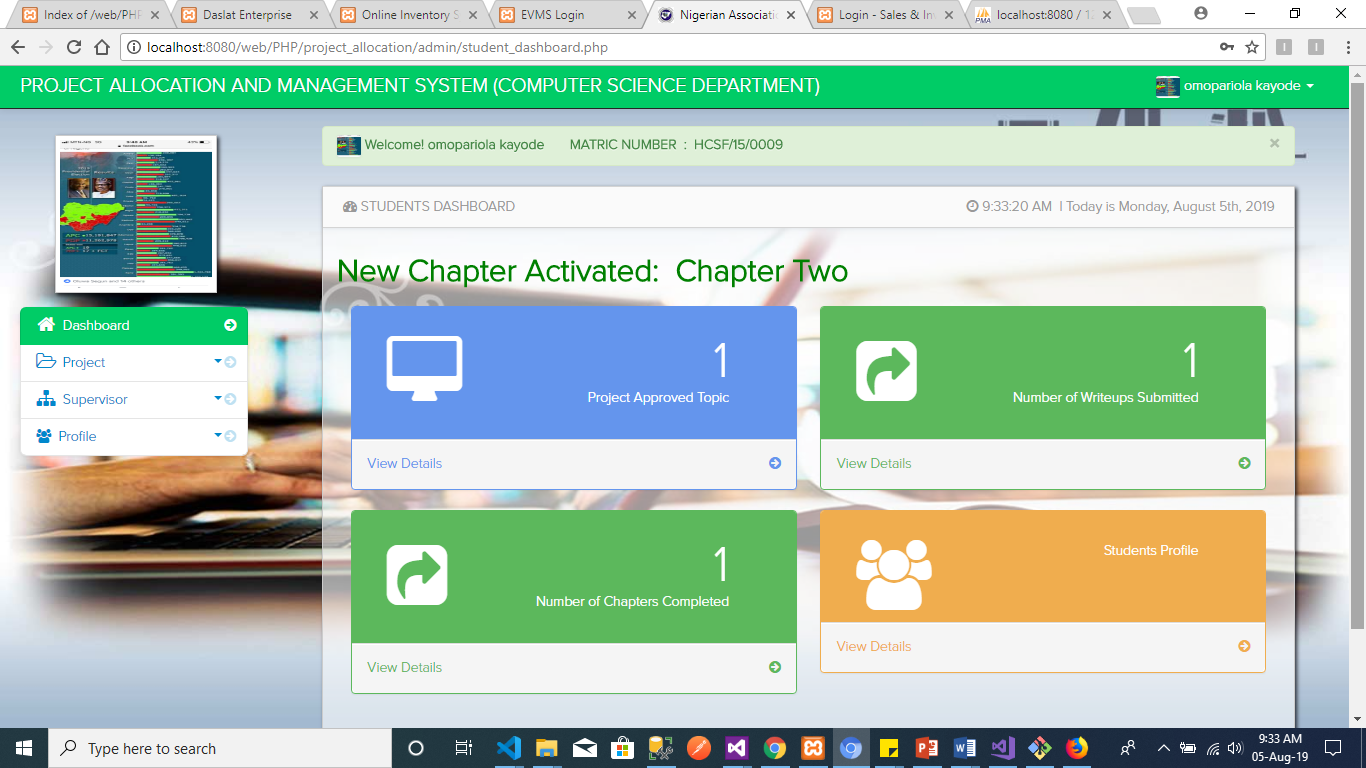 Index of /web/PHP
Daslat Enterprise
Online Inventory S
EVMS Login
Nigerian Associatio
Login - Sales & In
localhost:8080 / 12
localhost:8080/web/PHP/project_allocation/admin/student_dashboard.php
PROJECT ALLOCATION AND MANAGEMENT SYSTEM (COMPUTER SCIENCE DEPARTMENT)
omopariola kayode
Welcome! omopariola kayode MATRIC NUMBER : HCSF/15/0009
STUDENTS DASHBOARD
9:33:20 AM | Today is Monday, August 5th, 2019
New Chapter Activated: Chapter Two
Dashboard
Project
Supervisor
Profile
1
Project Approved Topic
View Details
1
Number of Writeups Submitted
View Details
1
Number of Chapters Completed
View Details
Students Profile
View Details
Type here to search
9:33 AM
05-Aug-19